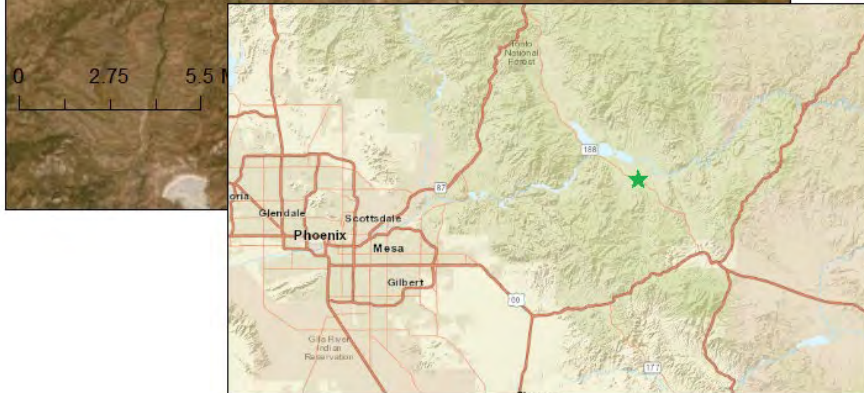 0 2.75 5.5
Tonto
National
Forest
188
87
Glendale
Scottsdale
Phoenix
Mesa
Gilbert
60
Gila River
Indian
Reservation
177